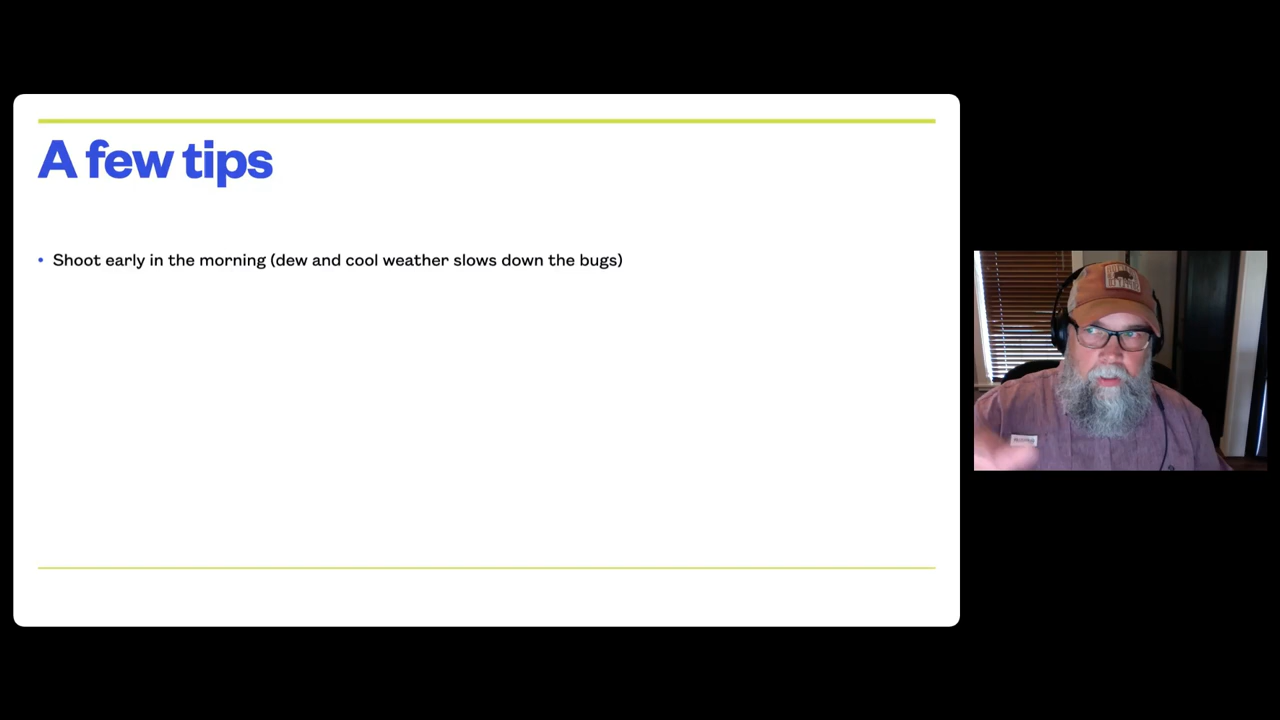 A few tips
• Shoot early in the morning (dew and cool weather slows down the bugs)